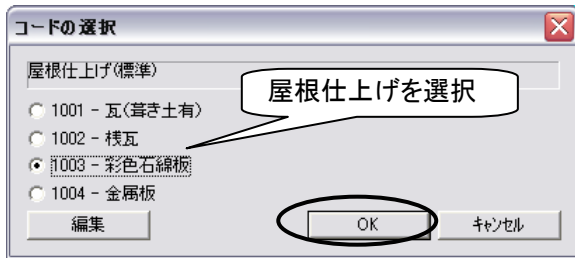 コードの選択
屋根仕上げ(標準)
屋根仕上げを選択
1001 - 瓦(葺き土有)
1002 - 桟瓦
1003 - 彩色石綿板
1004 - 金属板
編集
OK
キャンセル